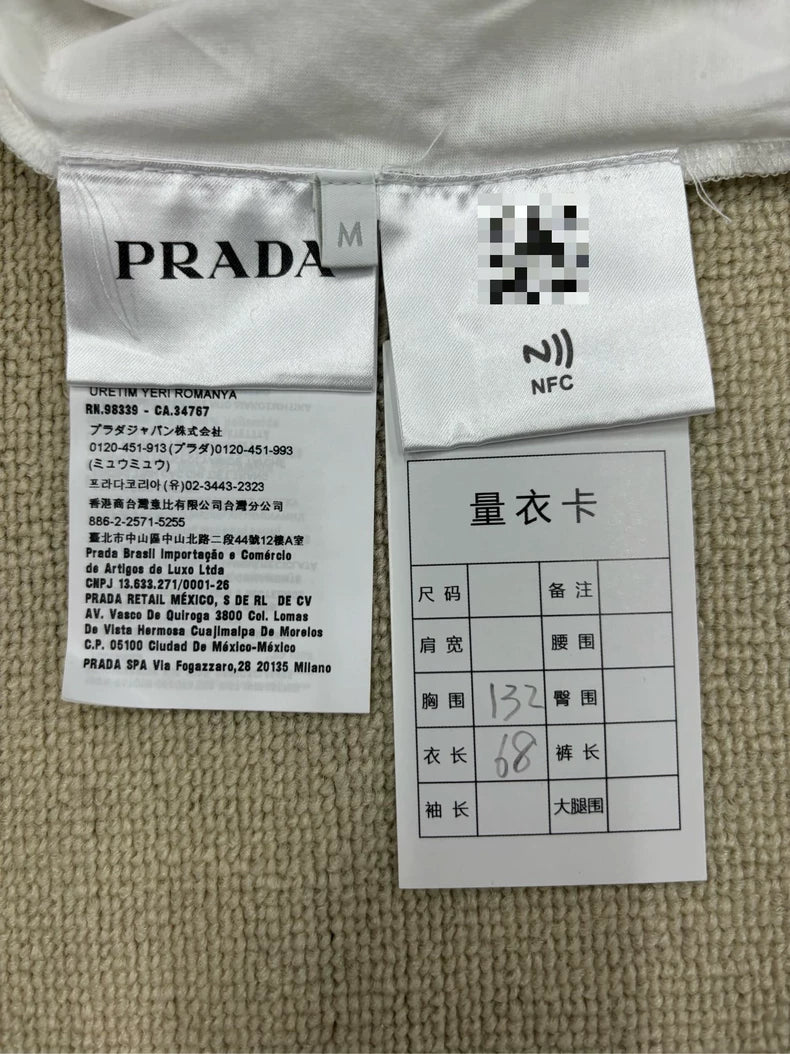 PRADA
M
ÜRETIM YERI ROMANYA
RN.98339 - CA.34767
プラダジャパン株式会社
0120-451-913(プラダ)0120-451-993
(ミュウミュウ)
프라다코리아(유)02-3443-2323
香港商台灣意比有限公司台灣分公司
886-2-2571-5255
臺北市中山區中山北路二段44號12樓A室
Prada Brasil Importação e Comércio
de Artigos de Luxo Ltda
CNPJ 13.633.271/0001-26
PRADA RETAIL MÉXICO, S DE RL DE CV
AV. Vasco De Quiroga 3800 Col. Lomas
De Vista Hermosa Cuajimalpa De Morelos
C.P. 05100 Ciudad De México-México
PRADA SPA Via Fogazzaro,28 20135 Milano
NFC
量衣卡
尺码 备注
肩宽 腰围
胸围 132 臀围
衣长 68 裤长
袖长 大腿围